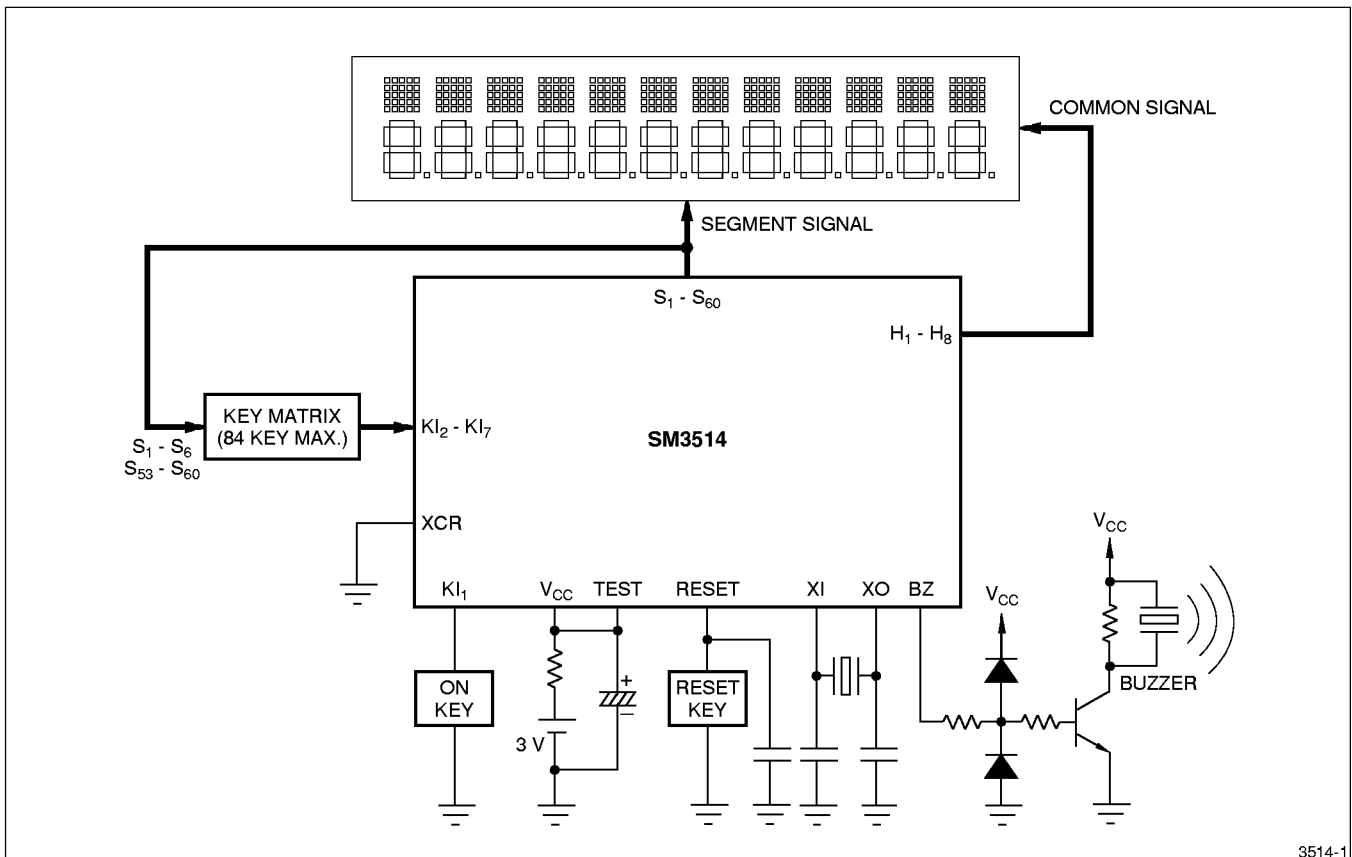 COMMON SIGNAL
SEGMENT SIGNAL
S1 - S60
H1 - H8
KEY MATRIX
(84 KEY MAX.)
KI2 - KI7
SM3514
S1 - S6
S53 - S60
XCR
VCC
KI1
VCC
TEST
RESET
XI
XO
BZ
VCC
ON
KEY
+
–
RESET
KEY
BUZZER
3 V
3514-1